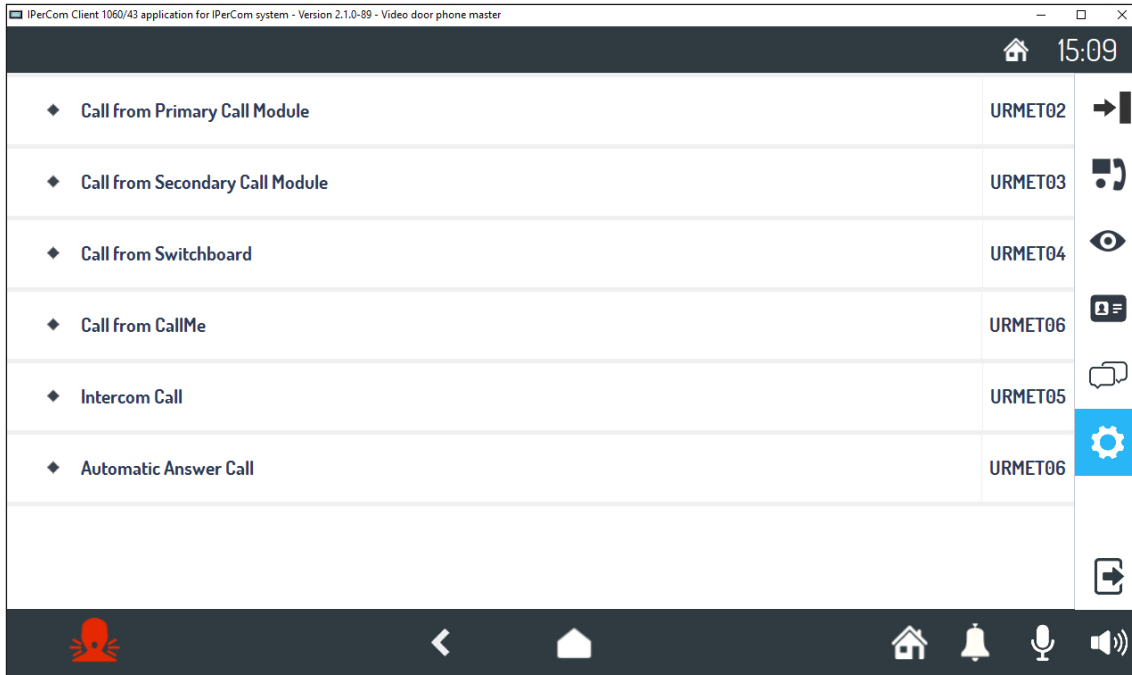 IPerCom Client 1060/43 application for IPerCom system - Version 2.1.0-89 - Video door phone master
15:09
Call from Primary Call Module URMET02
Call from Secondary Call Module URMET03
Call from Switchboard URMET04
Call from CallMe URMET06
Intercom Call URMET05
Automatic Answer Call URMET06